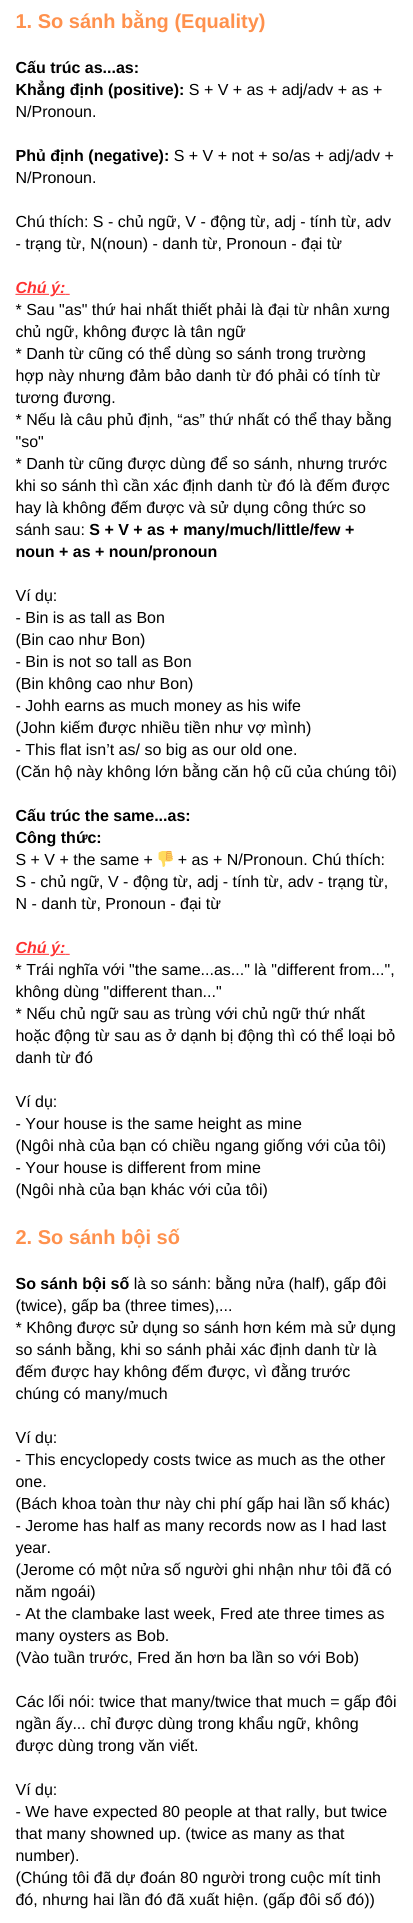 1. So sánh bằng (Equality)
Cấu trúc as...as:
Khẳng định (positive): S + V + as + adj/adv + as +
N/Pronoun.
Phủ định (negative): S + V + not + so/as + adj/adv +
N/Pronoun.
Chú thích: S - chủ ngữ, V - động từ, adj - tính từ, adv
- trạng từ, N(noun) - danh từ, Pronoun - đại từ
Chú ý:
* Sau "as" thứ hai nhất thiết phải là đại từ nhân xưng
chủ ngữ, không được là tân ngữ
* Danh từ cũng có thể dùng so sánh trong trường
hợp này nhưng đảm bảo danh từ đó phải có tính từ
tương đương.
* Nếu là câu phủ định, “as” thứ nhất có thể thay bằng
"so"
* Danh từ cũng được dùng để so sánh, nhưng trước
khi so sánh thì cần xác định danh từ đó là đếm được
hay là không đếm được và sử dụng công thức so
sánh sau: S + V + as + many/much/little/few +
noun + as + noun/pronoun
Ví dụ:
- Bin is as tall as Bon
(Bin cao như Bon)
- Bin is not so tall as Bon
(Bin không cao như Bon)
- Johh earns as much money as his wife
(John kiếm được nhiều tiền như vợ mình)
- This flat isn’t as/ so big as our old one.
(Căn hộ này không lớn bằng căn hộ cũ của chúng tôi)
Cấu trúc the same...as:
Công thức:
S + V + the same + 👎 + as + N/Pronoun. Chú thích:
S - chủ ngữ, V - động từ, adj - tính từ, adv - trạng từ,
N - danh từ, Pronoun - đại từ
Chú ý:
* Trái nghĩa với "the same...as..." là "different from...",
không dùng "different than..."
* Nếu chủ ngữ sau as trùng với chủ ngữ thứ nhất
hoặc động từ sau as ở dạnh bị động thì có thể loại bỏ
danh từ đó
Ví dụ:
- Your house is the same height as mine
(Ngôi nhà của bạn có chiều ngang giống với của tôi)
- Your house is different from mine
(Ngôi nhà của bạn khác với của tôi)
2. So sánh bội số
So sánh bội số là so sánh: bằng nửa (half), gấp đôi
(twice), gấp ba (three times),...
* Không được sử dụng so sánh hơn kém mà sử dụng
so sánh bằng, khi so sánh phải xác định danh từ là
đếm được hay không đếm được, vì đằng trước
chúng có many/much
Ví dụ:
- This encyclopedy costs twice as much as the other
one.
(Bách khoa toàn thư này chi phí gấp hai lần số khác)
- Jerome has half as many records now as I had last
year.
(Jerome có một nửa số người ghi nhận như tôi đã có
năm ngoái)
- At the clambake last week, Fred ate three times as
many oysters as Bob.
(Vào tuần trước, Fred ăn hơn ba lần so với Bob)
Các lối nói: twice that many/twice that much = gấp đôi
ngần ấy... chỉ được dùng trong khẩu ngữ, không
được dùng trong văn viết.
Ví dụ:
- We have expected 80 people at that rally, but twice
that many showned up. (twice as many as that
number).
(Chúng tôi đã dự đoán 80 người trong cuộc mít tinh
đó, nhưng hai lần đó đã xuất hiện. (gấp đôi số đó))